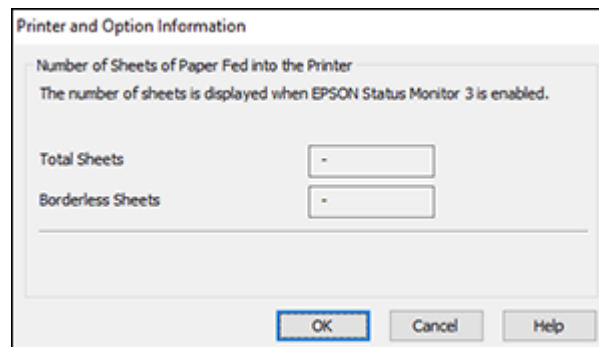 Printer and Option Information
Number of Sheets of Paper Fed into the Printer
The number of sheets is displayed when EPSON Status Monitor 3 is enabled.
Total Sheets -
Borderless Sheets -
OK Cancel Help